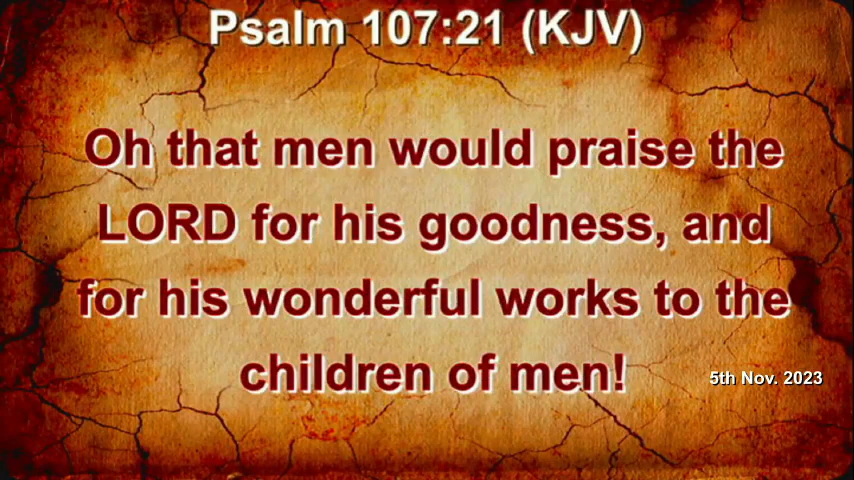 Psalm 107:21 (KJV)
Oh that men would praise the
LORD for his goodness, and
for his wonderful works to the
children of men!
5th Nov. 2023